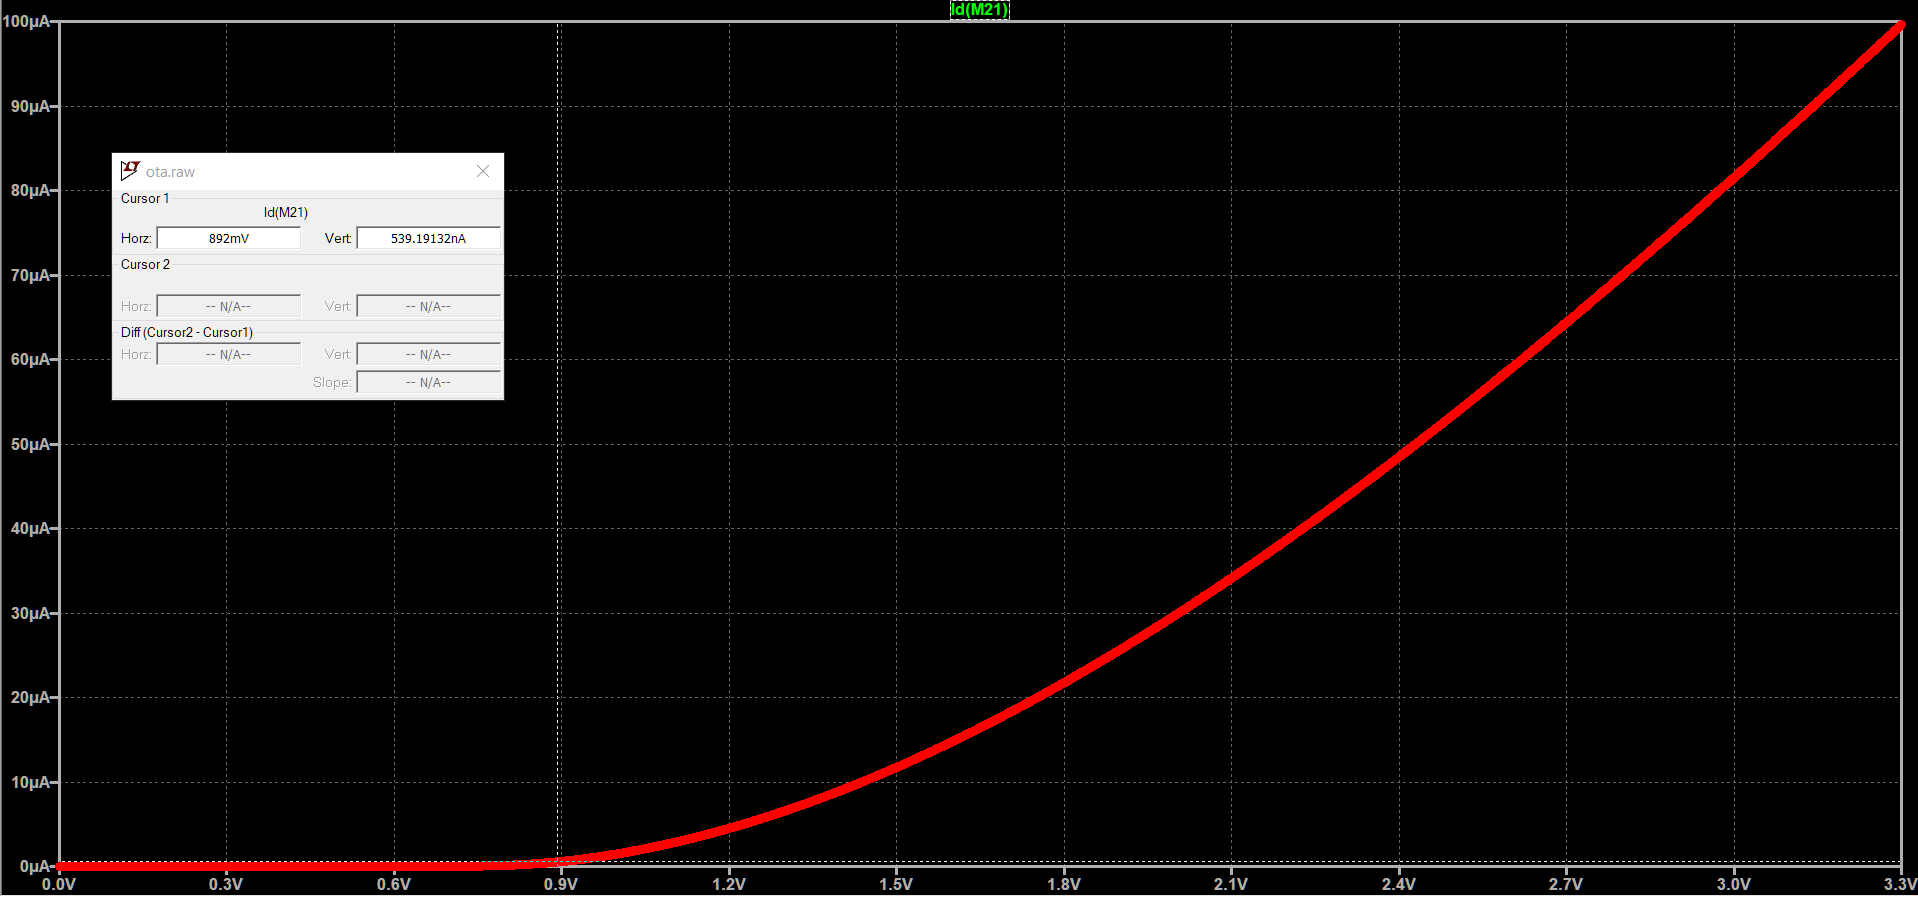 Id(M21)
100µA
90µA
80µA
70µA
60µA
50µA
40µA
30µA
20µA
10µA
0µA
ota.raw
Cursor 1
Id(M21)
Horz: 892mV Vert: 539.19132nA
Cursor 2
Horz: -- N/A-- Vert: -- N/A--
Diff (Cursor2 - Cursor1)
Horz: -- N/A-- Vert: -- N/A--
Slope: -- N/A--
0.0V 0.3V 0.6V 0.9V 1.2V 1.5V 1.8V 2.1V 2.4V 2.7V 3.0V 3.3V